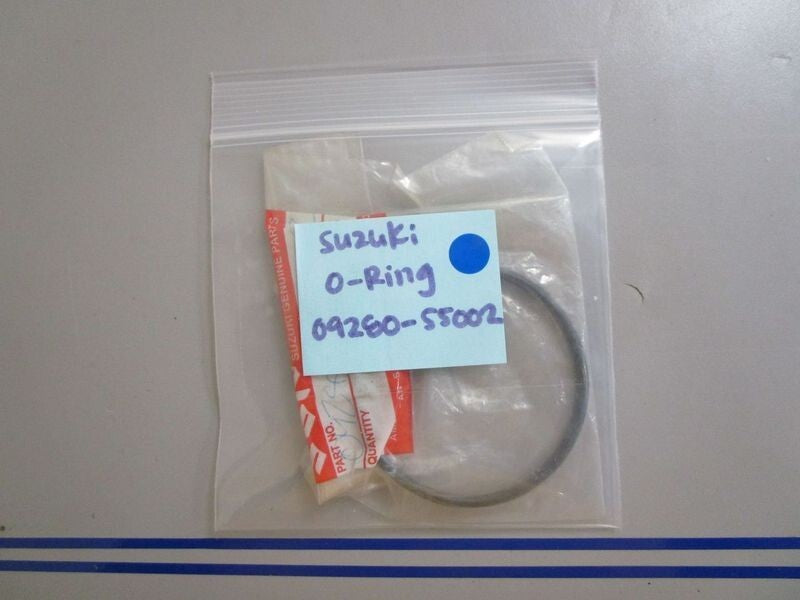 suzuki
O-Ring
09280-55002
SUZUKI GENUINE PARTS
PART NO.
QUANTITY